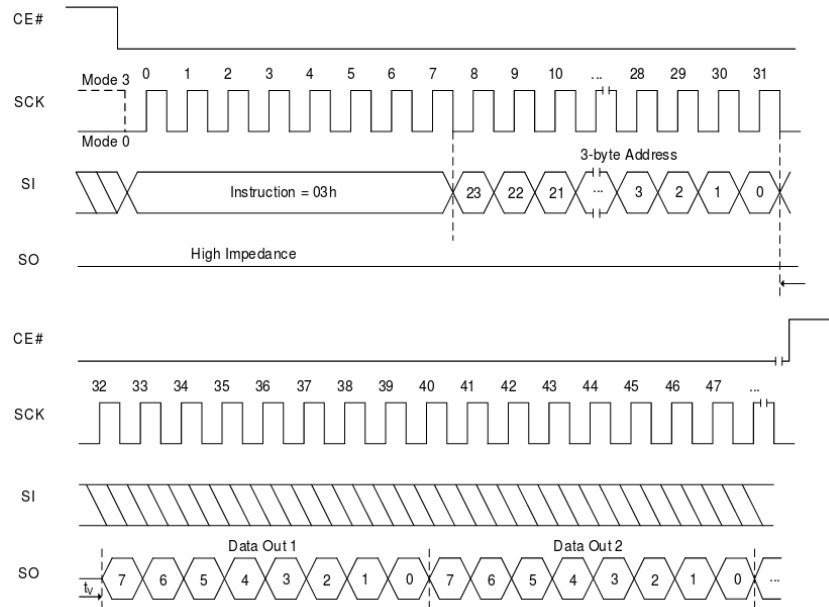 CE#
Mode 3
0 1 2 3 4 5 6 7 8 9 10 ... 28 29 30 31
SCK
Mode 0
3-byte Address
SI
Instruction = 03h
23 22 21 ... 3 2 1 0
SO
High Impedance
CE#
32 33 34 35 36 37 38 39 40 41 42 43 44 45 46 47 ...
SCK
SI
Data Out 1 Data Out 2
SO
tV
7 6 5 4 3 2 1 0 7 6 5 4 3 2 1 0 ...